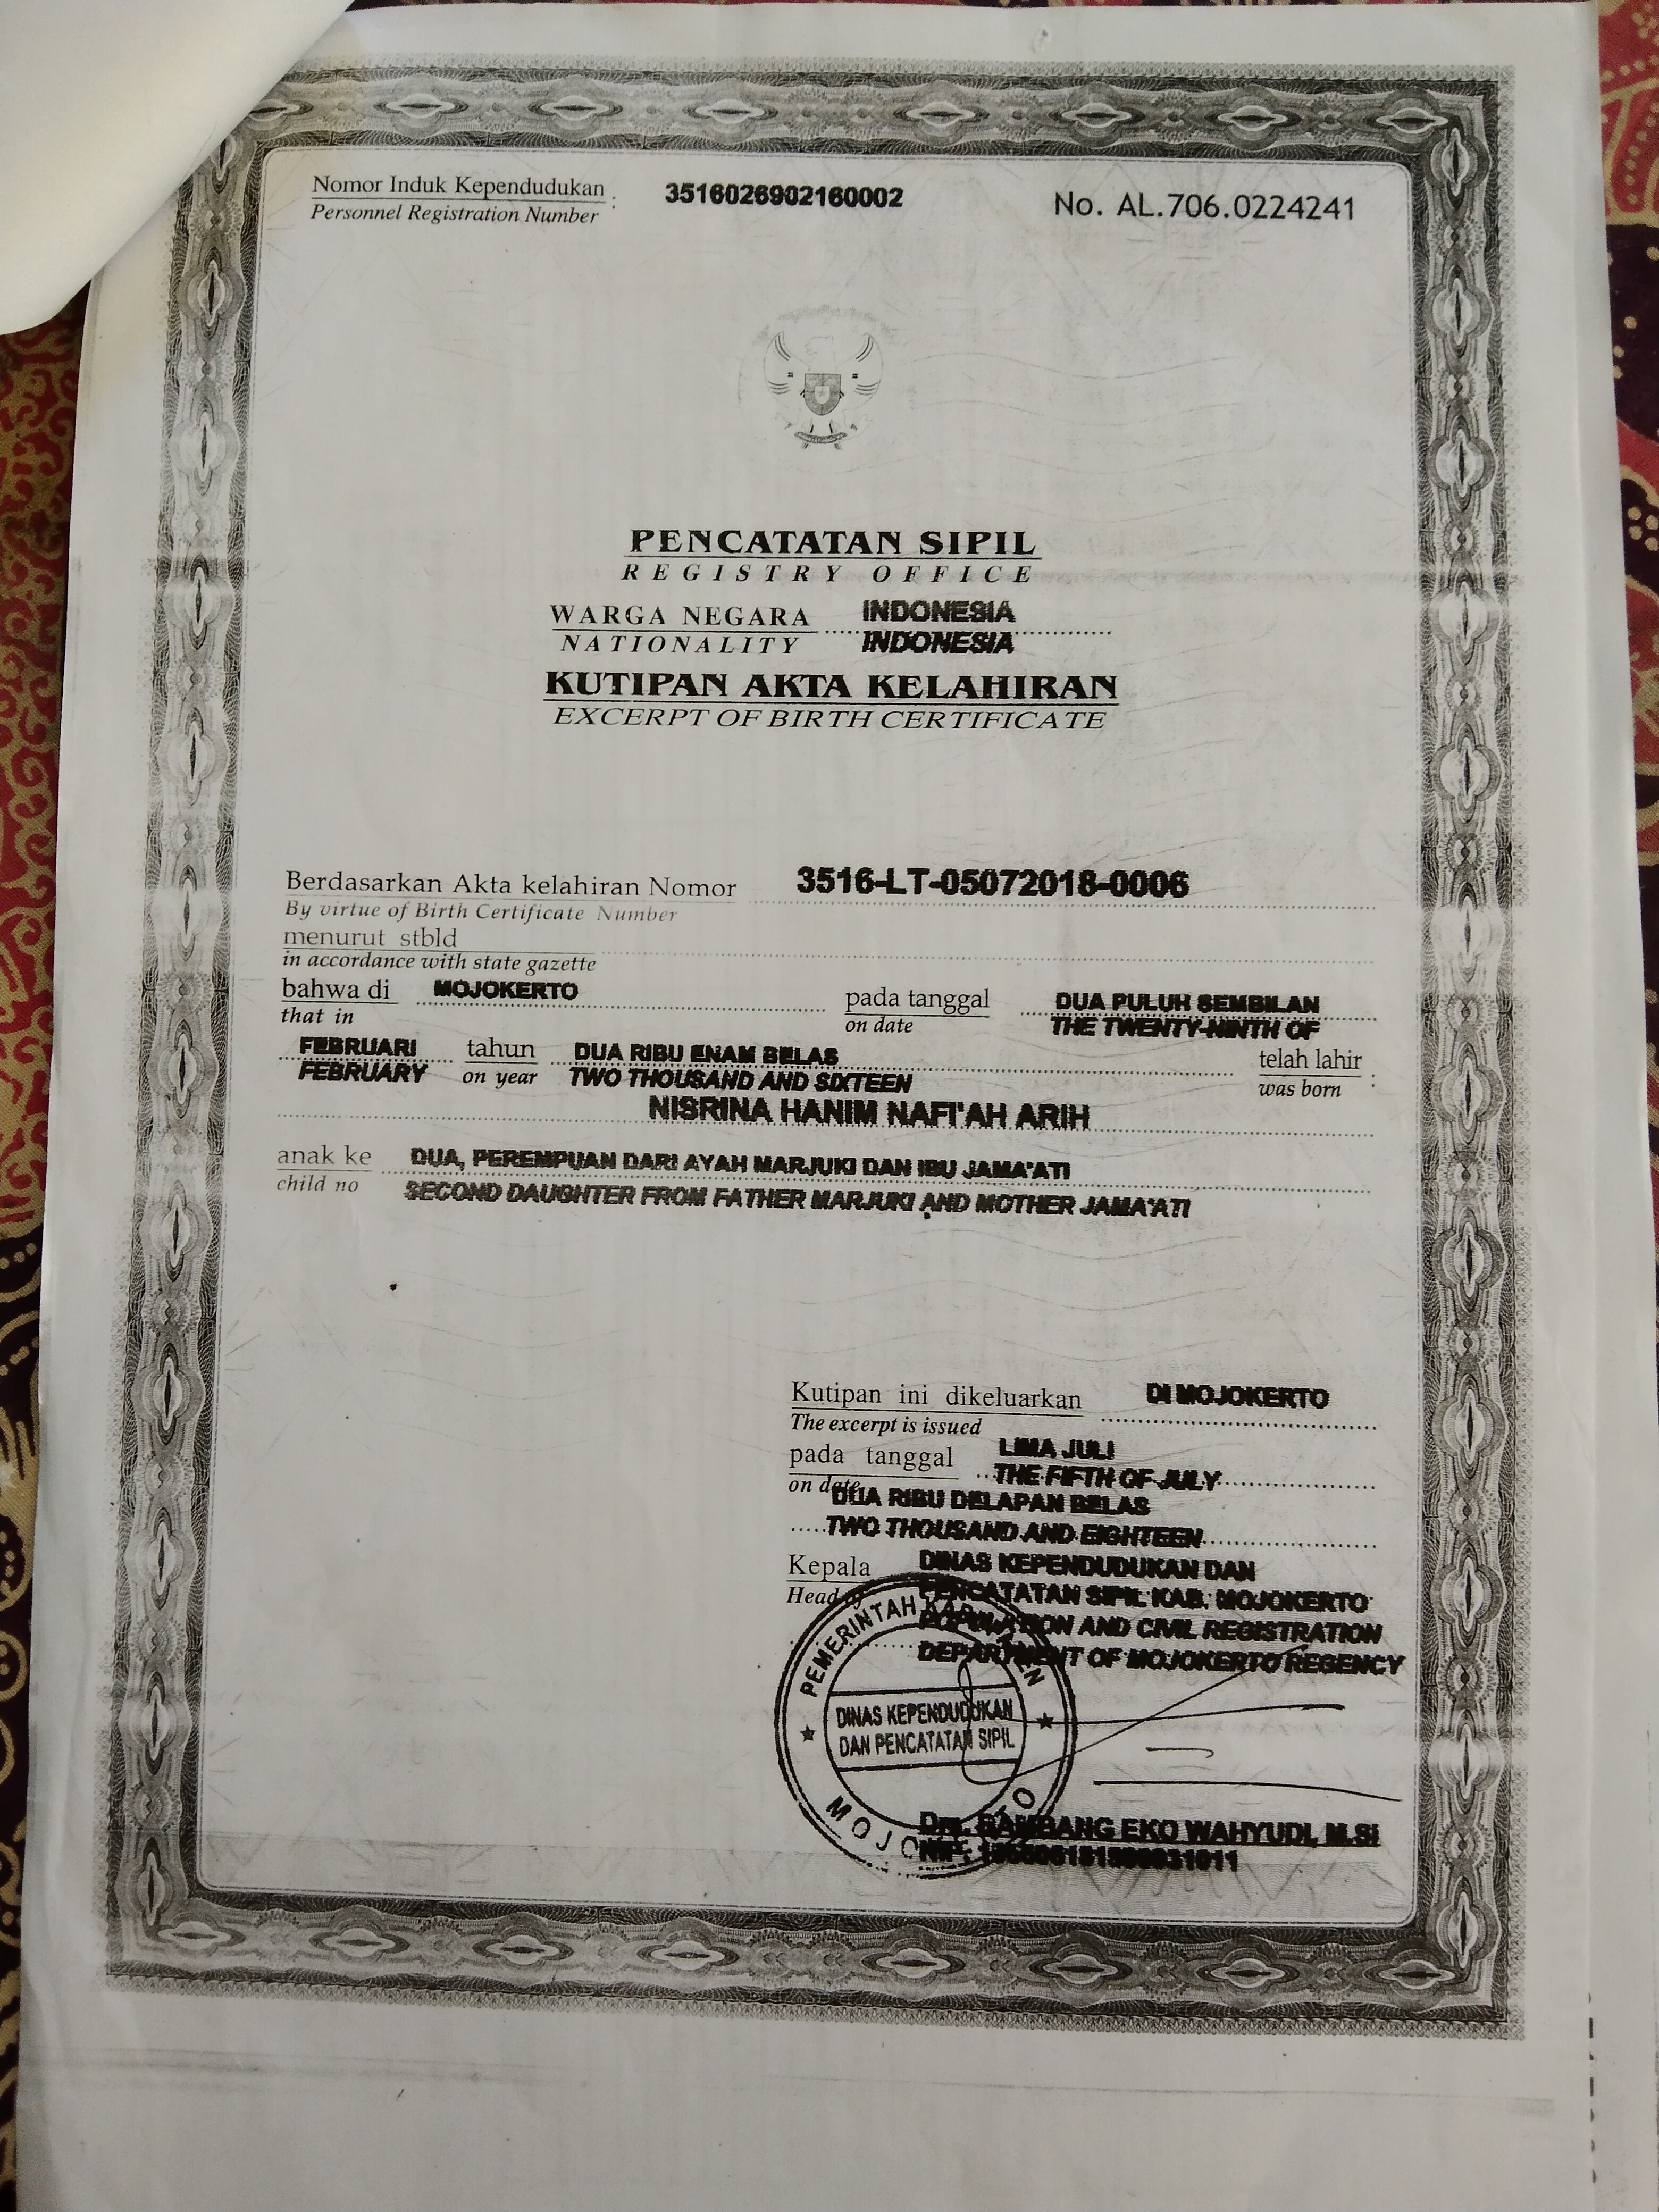 Nomor Induk Kependudukan : 3516026902160002 No. AL.706.0224241
Personnel Registration Number
PENCATATAN SIPIL
REGISTRY OFFICE
WARGA NEGARA INDONESIA
NATIONALITY INDONESIA
KUTIPAN AKTA KELAHIRAN
EXCERPT OF BIRTH CERTIFICATE
Berdasarkan Akta kelahiran Nomor 3516-LT-05072018-0006
By virtue of Birth Certificate Number
menurut stbld
in accordance with state gazette
bahwa di MOJOKERTO pada tanggal DUA PULUH SEMBILAN
that in on date THE TWENTY-NINTH OF
FEBRUARI tahun DUA RIBU ENAM BELAS telah lahir
FEBRUARY on year TWO THOUSAND AND SIXTEEN was born :
NISRINA HANIM NAFI'AH ARIH
anak ke DUA, PEREMPUAN DARI AYAH MARJUKI DAN IBU JAMA'ATI
child no SECOND DAUGHTER FROM FATHER MARJUKI AND MOTHER JAMA'ATI
Kutipan ini dikeluarkan DI MOJOKERTO
The excerpt is issued
pada tanggal LIMA JULI
on date THE FIFTH OF JULY
DUA RIBU DELAPAN BELAS
TWO THOUSAND AND EIGHTEEN
Kepala DINAS KEPENDUDUKAN DAN
Head of PENCATATAN SIPIL KAB. MOJOKERTO
POPULATION AND CIVIL REGISTRATION
DEPARTMENT OF MOJOKERTO REGENCY
PEMERINTAH KABUPATEN
DINAS KEPENDUDUKAN
DAN PENCATATAN SIPIL
MOJOKERTO
Drs. BAMBANG EKO WAHYUDI, M.Si
NIP.